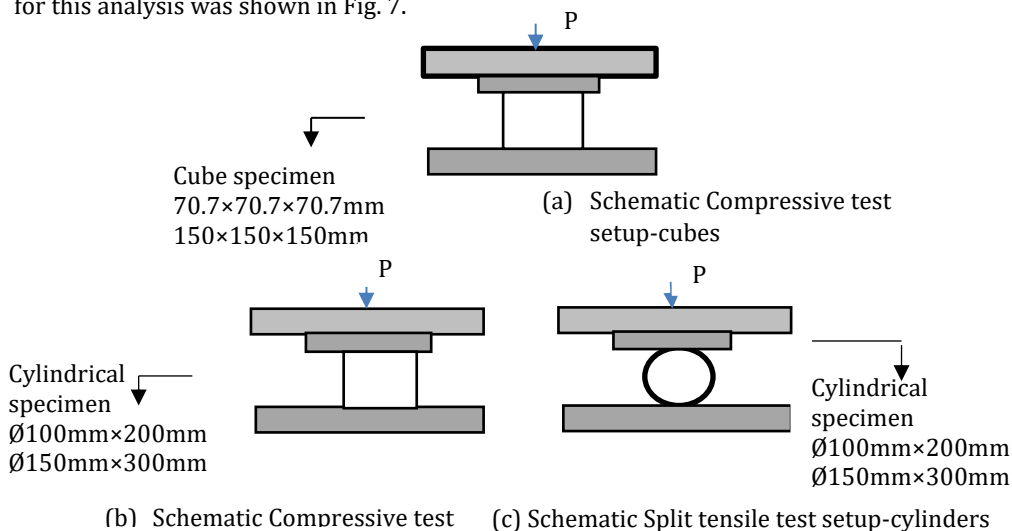 for this analysis was shown in Fig. 7.
P
Cube specimen
70.7×70.7×70.7mm
150×150×150mm
(a) Schematic Compressive test
setup-cubes
P
P
Cylindrical
specimen
Ø100mm×200mm
Ø150mm×300mm
Cylindrical
specimen
Ø100mm×200mm
Ø150mm×300mm
(b) Schematic Compressive test
(c) Schematic Split tensile test setup-cylinders